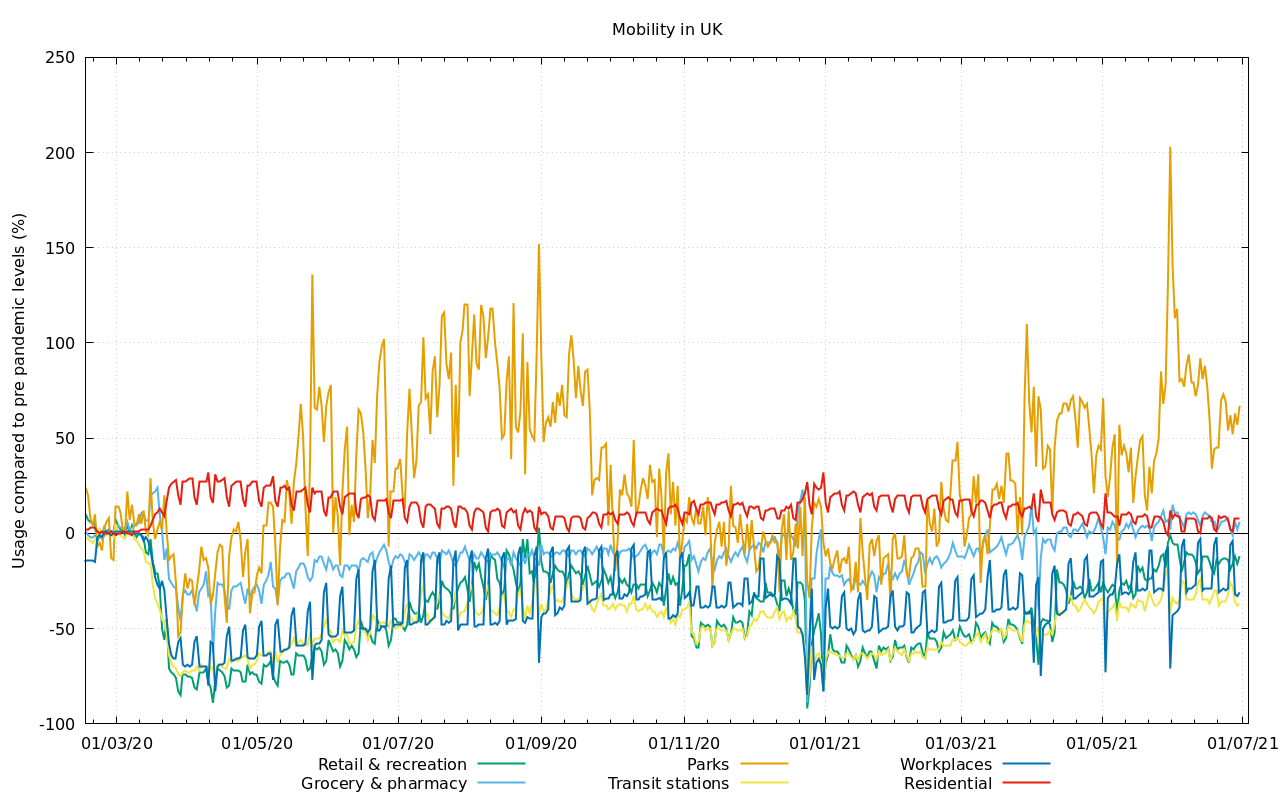 Mobility in UK
Usage compared to pre pandemic levels (%)
250
200
150
100
50
0
-50
-100
01/03/20 01/05/20 01/07/20 01/09/20 01/11/20 01/01/21 01/03/21 01/05/21 01/07/21
Retail & recreation Parks Workplaces
Grocery & pharmacy Transit stations Residential